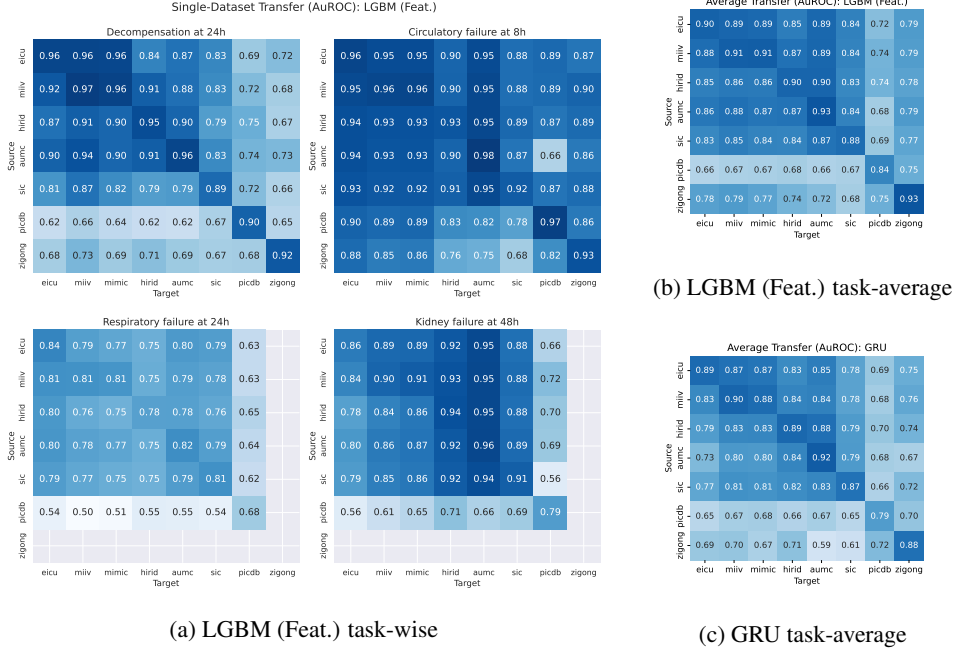 Single-Dataset Transfer (AuROC): LGBM (Feat.)
Decompensation at 24h
eicu 0.96 0.96 0.96 0.84 0.87 0.83 0.69 0.72
miiv 0.92 0.97 0.96 0.91 0.88 0.83 0.72 0.68
hirid 0.87 0.91 0.90 0.95 0.90 0.79 0.75 0.67
Source
aumc 0.90 0.94 0.90 0.91 0.96 0.83 0.74 0.73
sic 0.81 0.87 0.82 0.79 0.79 0.89 0.72 0.66
picdb 0.62 0.66 0.64 0.62 0.62 0.67 0.90 0.65
zigong 0.68 0.73 0.69 0.71 0.69 0.67 0.68 0.92
eicu miiv mimic hirid aumc sic picdb zigong
Target
Circulatory failure at 8h
0.96 0.95 0.95 0.90 0.95 0.88 0.89 0.87
0.95 0.96 0.96 0.90 0.95 0.88 0.89 0.90
0.94 0.93 0.93 0.93 0.95 0.88 0.87 0.89
0.94 0.93 0.93 0.90 0.98 0.87 0.66 0.86
0.93 0.92 0.92 0.91 0.95 0.92 0.87 0.88
0.90 0.89 0.89 0.83 0.82 0.78 0.97 0.86
0.88 0.85 0.86 0.76 0.75 0.68 0.82 0.93
eicu miiv mimic hirid aumc sic picdb zigong
Target
Respiratory failure at 24h
eicu 0.84 0.79 0.77 0.75 0.80 0.79 0.63
miiv 0.81 0.81 0.81 0.75 0.79 0.78 0.63
hirid 0.80 0.76 0.75 0.78 0.78 0.76 0.65
Source
aumc 0.80 0.78 0.77 0.75 0.82 0.79 0.64
sic 0.79 0.77 0.77 0.75 0.79 0.81 0.62
picdb 0.54 0.50 0.51 0.55 0.55 0.54 0.68
zigong
eicu miiv mimic hirid aumc sic picdb zigong
Target
Kidney failure at 48h
0.86 0.89 0.89 0.92 0.95 0.88 0.66
0.84 0.90 0.91 0.93 0.95 0.88 0.72
0.78 0.84 0.86 0.94 0.95 0.88 0.70
0.80 0.86 0.87 0.92 0.96 0.89 0.69
0.79 0.85 0.86 0.92 0.94 0.91 0.56
0.56 0.61 0.65 0.71 0.66 0.69 0.79
eicu miiv mimic hirid aumc sic picdb zigong
Target
(a) LGBM (Feat.) task-wise
Average Transfer (AuROC): LGBM (Feat.)
eicu 0.90 0.89 0.89 0.85 0.89 0.84 0.72 0.79
miiv 0.88 0.91 0.91 0.87 0.89 0.84 0.74 0.79
hirid 0.85 0.86 0.86 0.90 0.90 0.83 0.74 0.78
Source
aumc 0.86 0.88 0.87 0.87 0.93 0.84 0.68 0.79
sic 0.83 0.85 0.84 0.84 0.87 0.88 0.69 0.77
picdb 0.66 0.67 0.67 0.68 0.66 0.67 0.84 0.75
zigong 0.78 0.79 0.77 0.74 0.72 0.68 0.75 0.93
eicu miiv mimic hirid aumc sic picdb zigong
Target
(b) LGBM (Feat.) task-average
Average Transfer (AuROC): GRU
eicu 0.89 0.87 0.87 0.83 0.85 0.78 0.69 0.75
miiv 0.83 0.90 0.88 0.84 0.84 0.78 0.68 0.76
hirid 0.79 0.83 0.83 0.89 0.88 0.79 0.70 0.74
Source
aumc 0.73 0.80 0.80 0.84 0.92 0.79 0.68 0.67
sic 0.77 0.81 0.81 0.82 0.83 0.87 0.66 0.72
picdb 0.65 0.67 0.68 0.66 0.67 0.65 0.79 0.70
zigong 0.69 0.70 0.67 0.71 0.59 0.61 0.72 0.88
eicu miiv mimic hirid aumc sic picdb zigong
Target
(c) GRU task-average